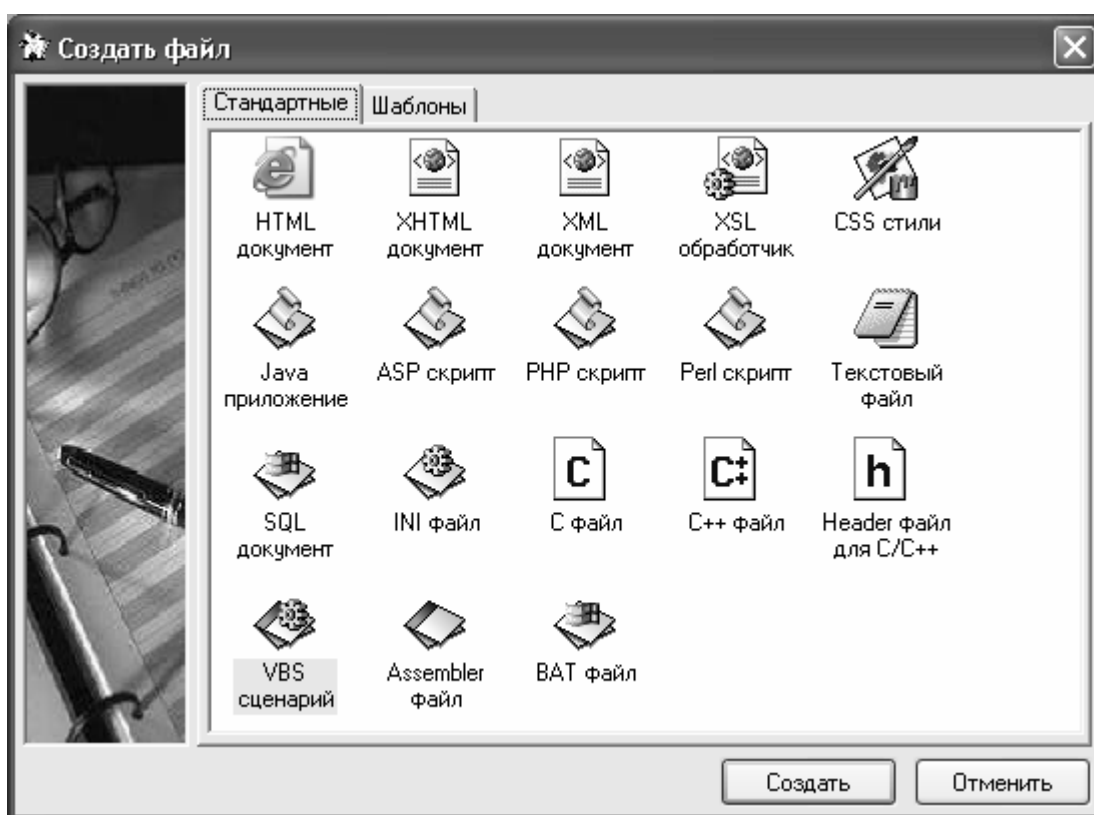 Создать файл
Стандартные Шаблоны
HTML документ XHTML документ XML документ XSL обработчик CSS стили
Java приложение ASP скрипт PHP скрипт Perl скрипт Текстовый файл
SQL документ INI файл C файл C++ файл Header файл для C/C++
VBS сценарий Assembler файл BAT файл
Создать Отменить